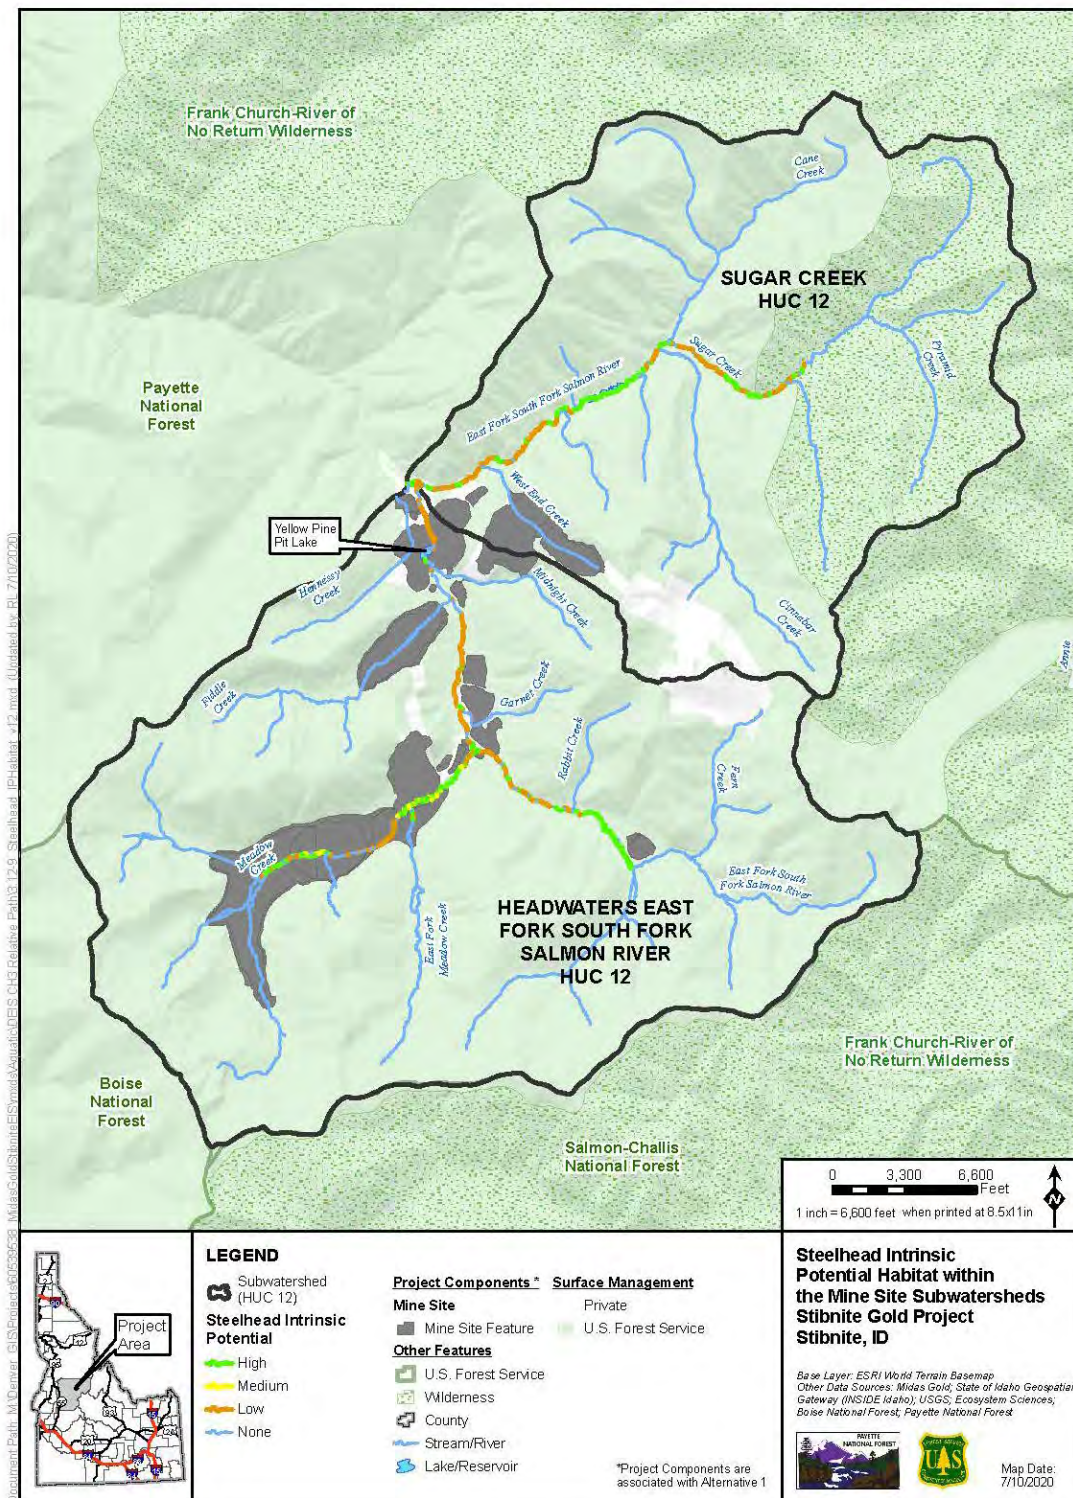 Frank Church-River of
No Return Wilderness
Cane
Creek
SUGAR CREEK
HUC 12
Sugar Creek
Pyramid
Creek
East Fork South Fork Salmon River
Payette
National
Forest
West End Creek
Yellow Pine
Pit Lake
Hennessy
Creek
Midnight Creek
Cinnabar
Creek
Annie
Fiddle
Creek
Garnet Creek
Rabbit Creek
Fern
Creek
Meadow
Creek
East Fork South
Fork Salmon River
East Fork
Meadow Creek
HEADWATERS EAST
FORK SOUTH FORK
SALMON RIVER
HUC 12
Frank Church-River of
No Return Wilderness
Boise
National
Forest
Salmon-Challis
National Forest
0 3,300 6,600
Feet
1 inch = 6,600 feet when printed at 8.5x11in
N
Project
Area
LEGEND
Subwatershed
(HUC 12)
Steelhead Intrinsic
Potential
High
Medium
Low
None
Project Components *
Mine Site
Mine Site Feature
Other Features
U.S. Forest Service
Wilderness
County
Stream/River
Lake/Reservoir
Surface Management
Private
U.S. Forest Service
*Project Components are
associated with Alternative 1
Steelhead Intrinsic
Potential Habitat within
the Mine Site Subwatersheds
Stibnite Gold Project
Stibnite, ID
Base Layer: ESRI World Terrain Basemap
Other Data Sources: Midas Gold; State of Idaho Geospatial
Gateway (INSIDE Idaho); USGS; Ecosystem Sciences;
Boise National Forest; Payette National Forest
PAYETTE
NATIONAL FOREST
FOREST SERVICE
U S
DEPARTMENT OF AGRICULTURE
Map Date:
7/10/2020